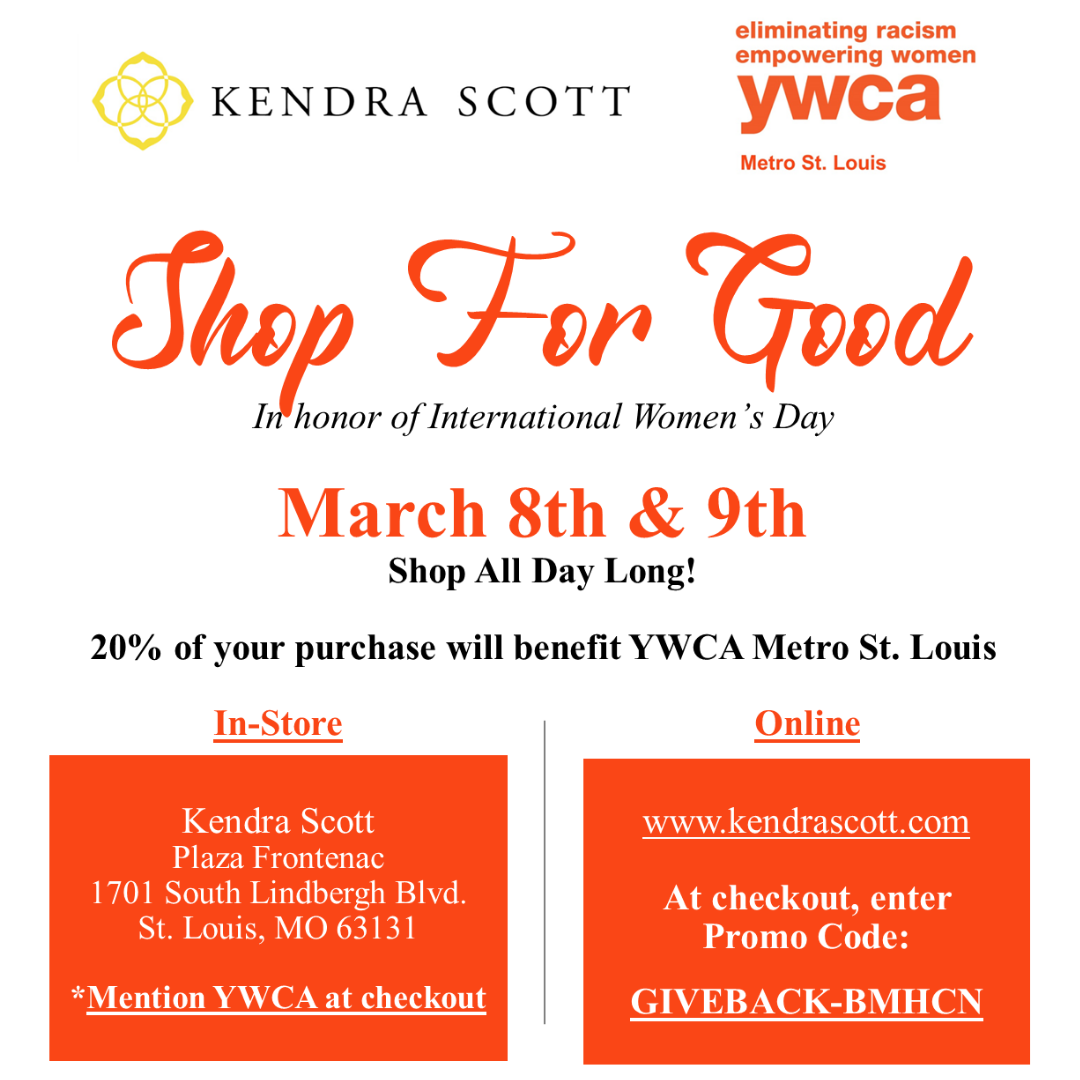 KENDRA SCOTT
eliminating racism
empowering women
ywca
Metro St. Louis
Shop For Good
In honor of International Women’s Day
March 8th & 9th
Shop All Day Long!
20% of your purchase will benefit YWCA Metro St. Louis
In-Store
Kendra Scott
Plaza Frontenac
1701 South Lindbergh Blvd.
St. Louis, MO 63131
*Mention YWCA at checkout
Online
www.kendrascott.com
At checkout, enter
Promo Code:
GIVEBACK-BMHCN